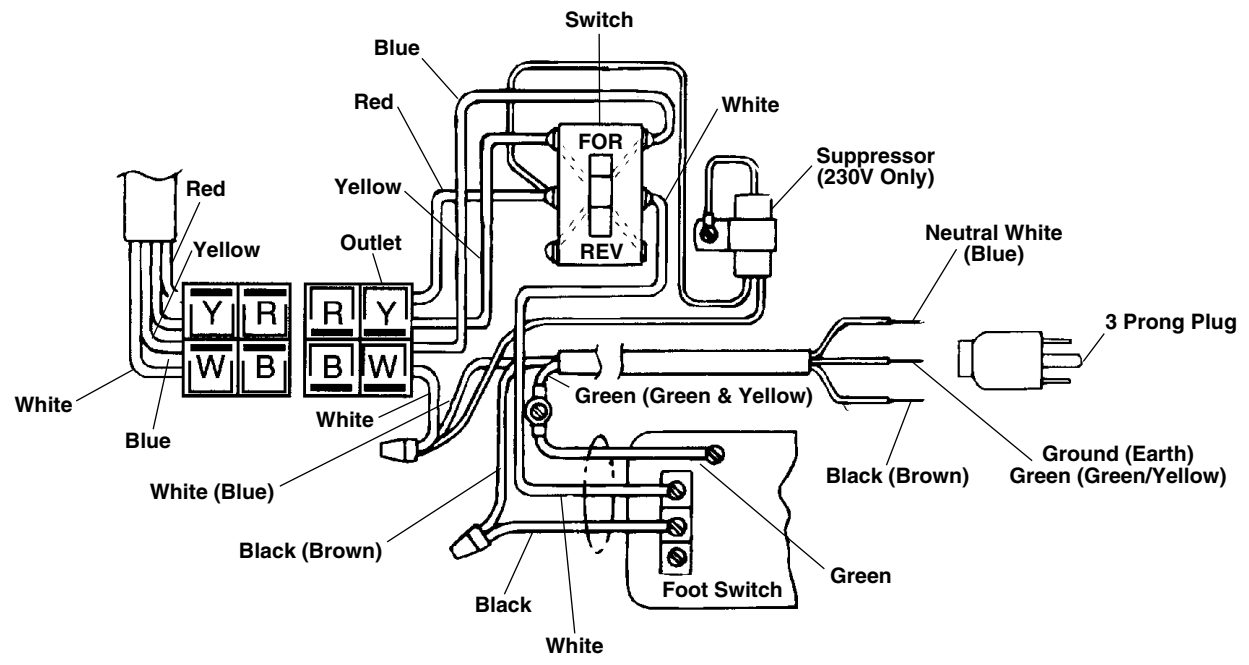 Switch
Blue
Red
White
FOR
Suppressor
(230V Only)
Red
Yellow
Neutral White
(Blue)
Yellow
Outlet
REV
Y R
R Y
3 Prong Plug
W B
B W
Green (Green & Yellow)
White
White
Blue
Ground (Earth)
Green (Green/Yellow)
Black (Brown)
White (Blue)
Black (Brown)
Green
Foot Switch
Black
White